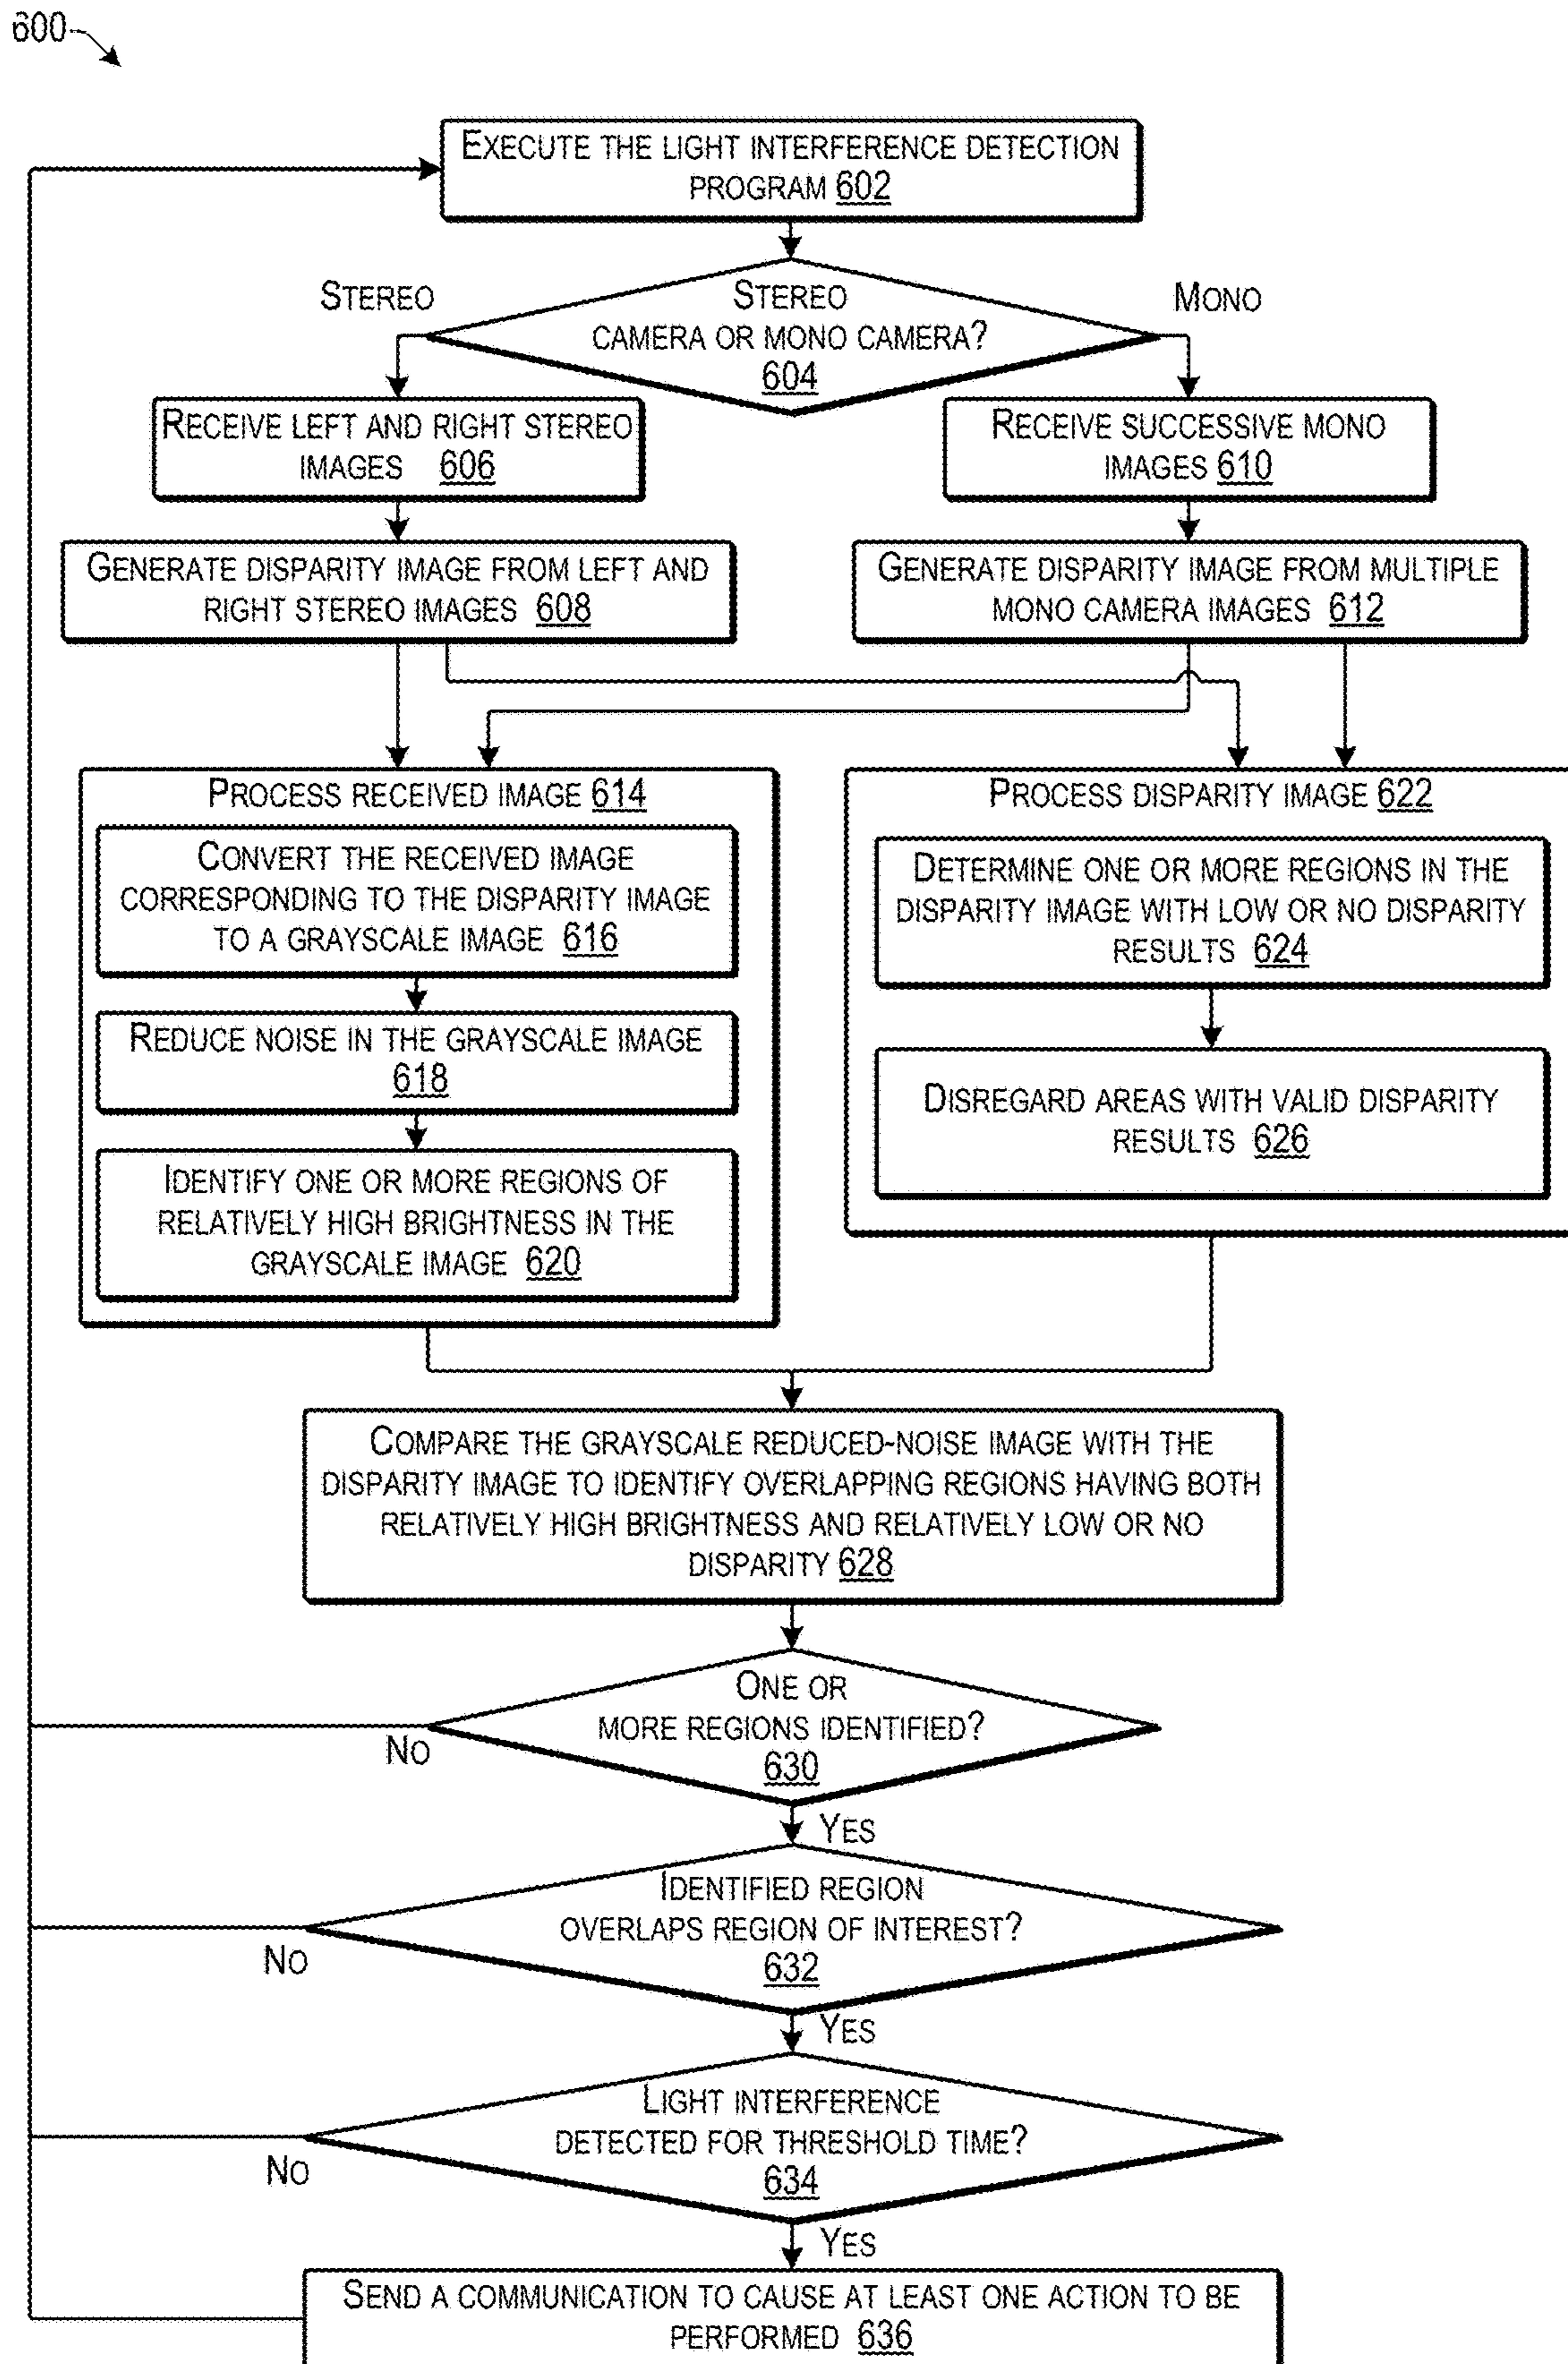 600
EXECUTE THE LIGHT INTERFERENCE DETECTION
PROGRAM 602
STEREO
CAMERA OR MONO CAMERA?
604
STEREO
MONO
RECEIVE LEFT AND RIGHT STEREO
IMAGES 606
RECEIVE SUCCESSIVE MONO
IMAGES 610
GENERATE DISPARITY IMAGE FROM LEFT AND
RIGHT STEREO IMAGES 608
GENERATE DISPARITY IMAGE FROM MULTIPLE
MONO CAMERA IMAGES 612
PROCESS RECEIVED IMAGE 614
CONVERT THE RECEIVED IMAGE
CORRESPONDING TO THE DISPARITY IMAGE
TO A GRAYSCALE IMAGE 616
REDUCE NOISE IN THE GRAYSCALE IMAGE
618
IDENTIFY ONE OR MORE REGIONS OF
RELATIVELY HIGH BRIGHTNESS IN THE
GRAYSCALE IMAGE 620
PROCESS DISPARITY IMAGE 622
DETERMINE ONE OR MORE REGIONS IN THE
DISPARITY IMAGE WITH LOW OR NO DISPARITY
RESULTS 624
DISREGARD AREAS WITH VALID DISPARITY
RESULTS 626
COMPARE THE GRAYSCALE REDUCED-NOISE IMAGE WITH THE
DISPARITY IMAGE TO IDENTIFY OVERLAPPING REGIONS HAVING BOTH
RELATIVELY HIGH BRIGHTNESS AND RELATIVELY LOW OR NO
DISPARITY 628
ONE OR
MORE REGIONS IDENTIFIED?
630
NO
YES
IDENTIFIED REGION
OVERLAPS REGION OF INTEREST?
632
NO
YES
LIGHT INTERFERENCE
DETECTED FOR THRESHOLD TIME?
634
NO
YES
SEND A COMMUNICATION TO CAUSE AT LEAST ONE ACTION TO BE
PERFORMED 636